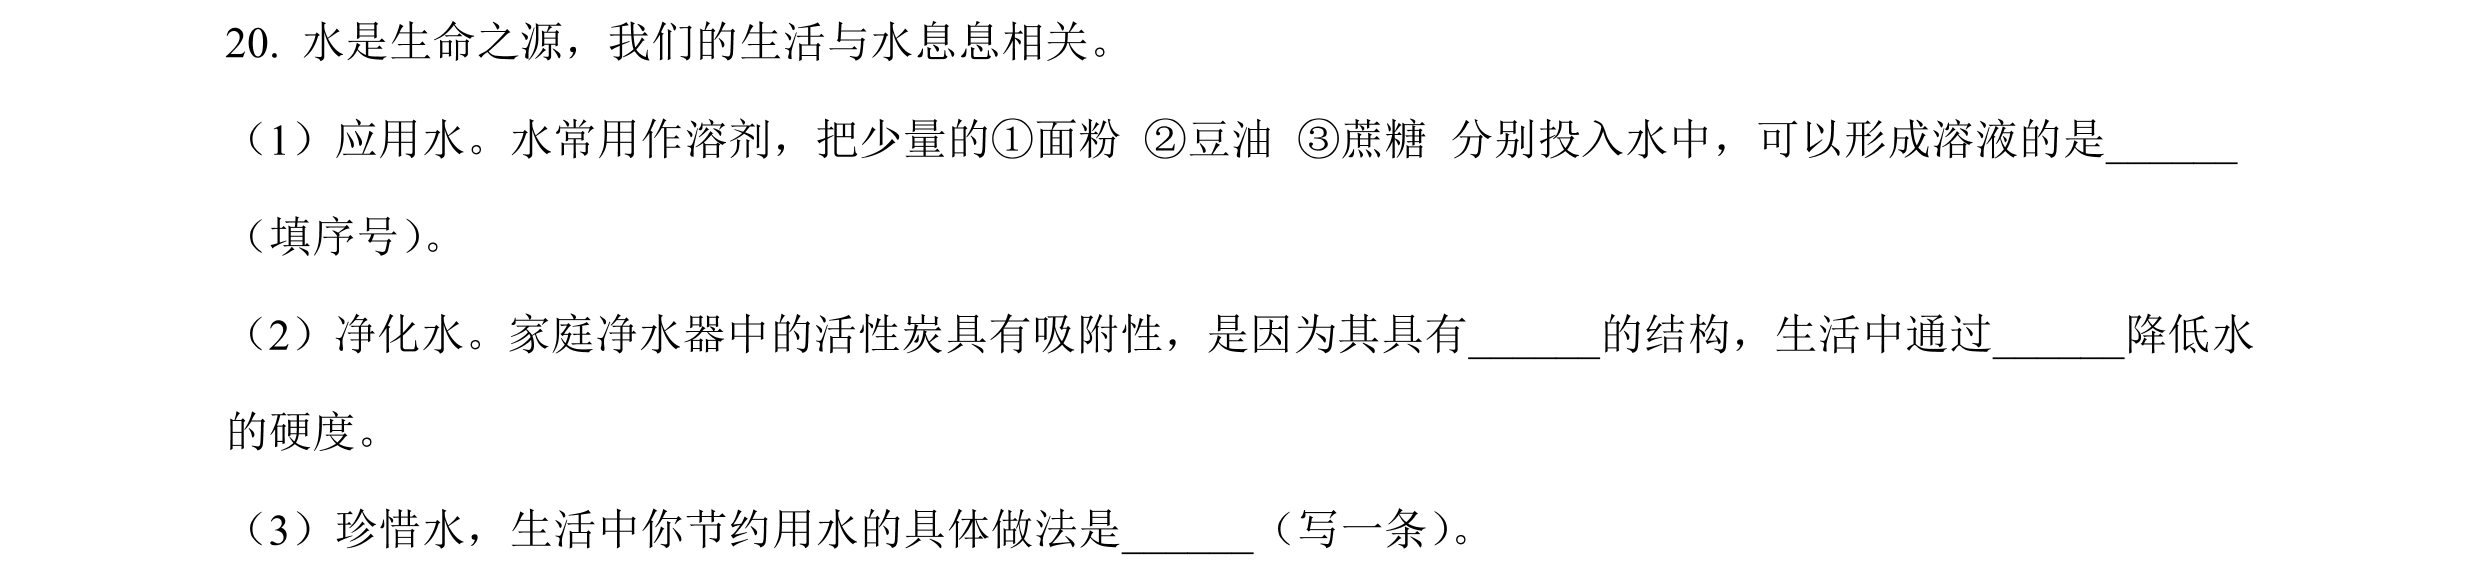 20. 水是生命之源，我们的生活与水息息相关。
（1）应用水。水常用作溶剂，把少量的①面粉 ②豆油 ③蔗糖 分别投入水中，可以形成溶液的是______
（填序号）。
（2）净化水。家庭净水器中的活性炭具有吸附性，是因为其具有______的结构，生活中通过______降低水
的硬度。
（3）珍惜水，生活中你节约用水的具体做法是______（写一条）。